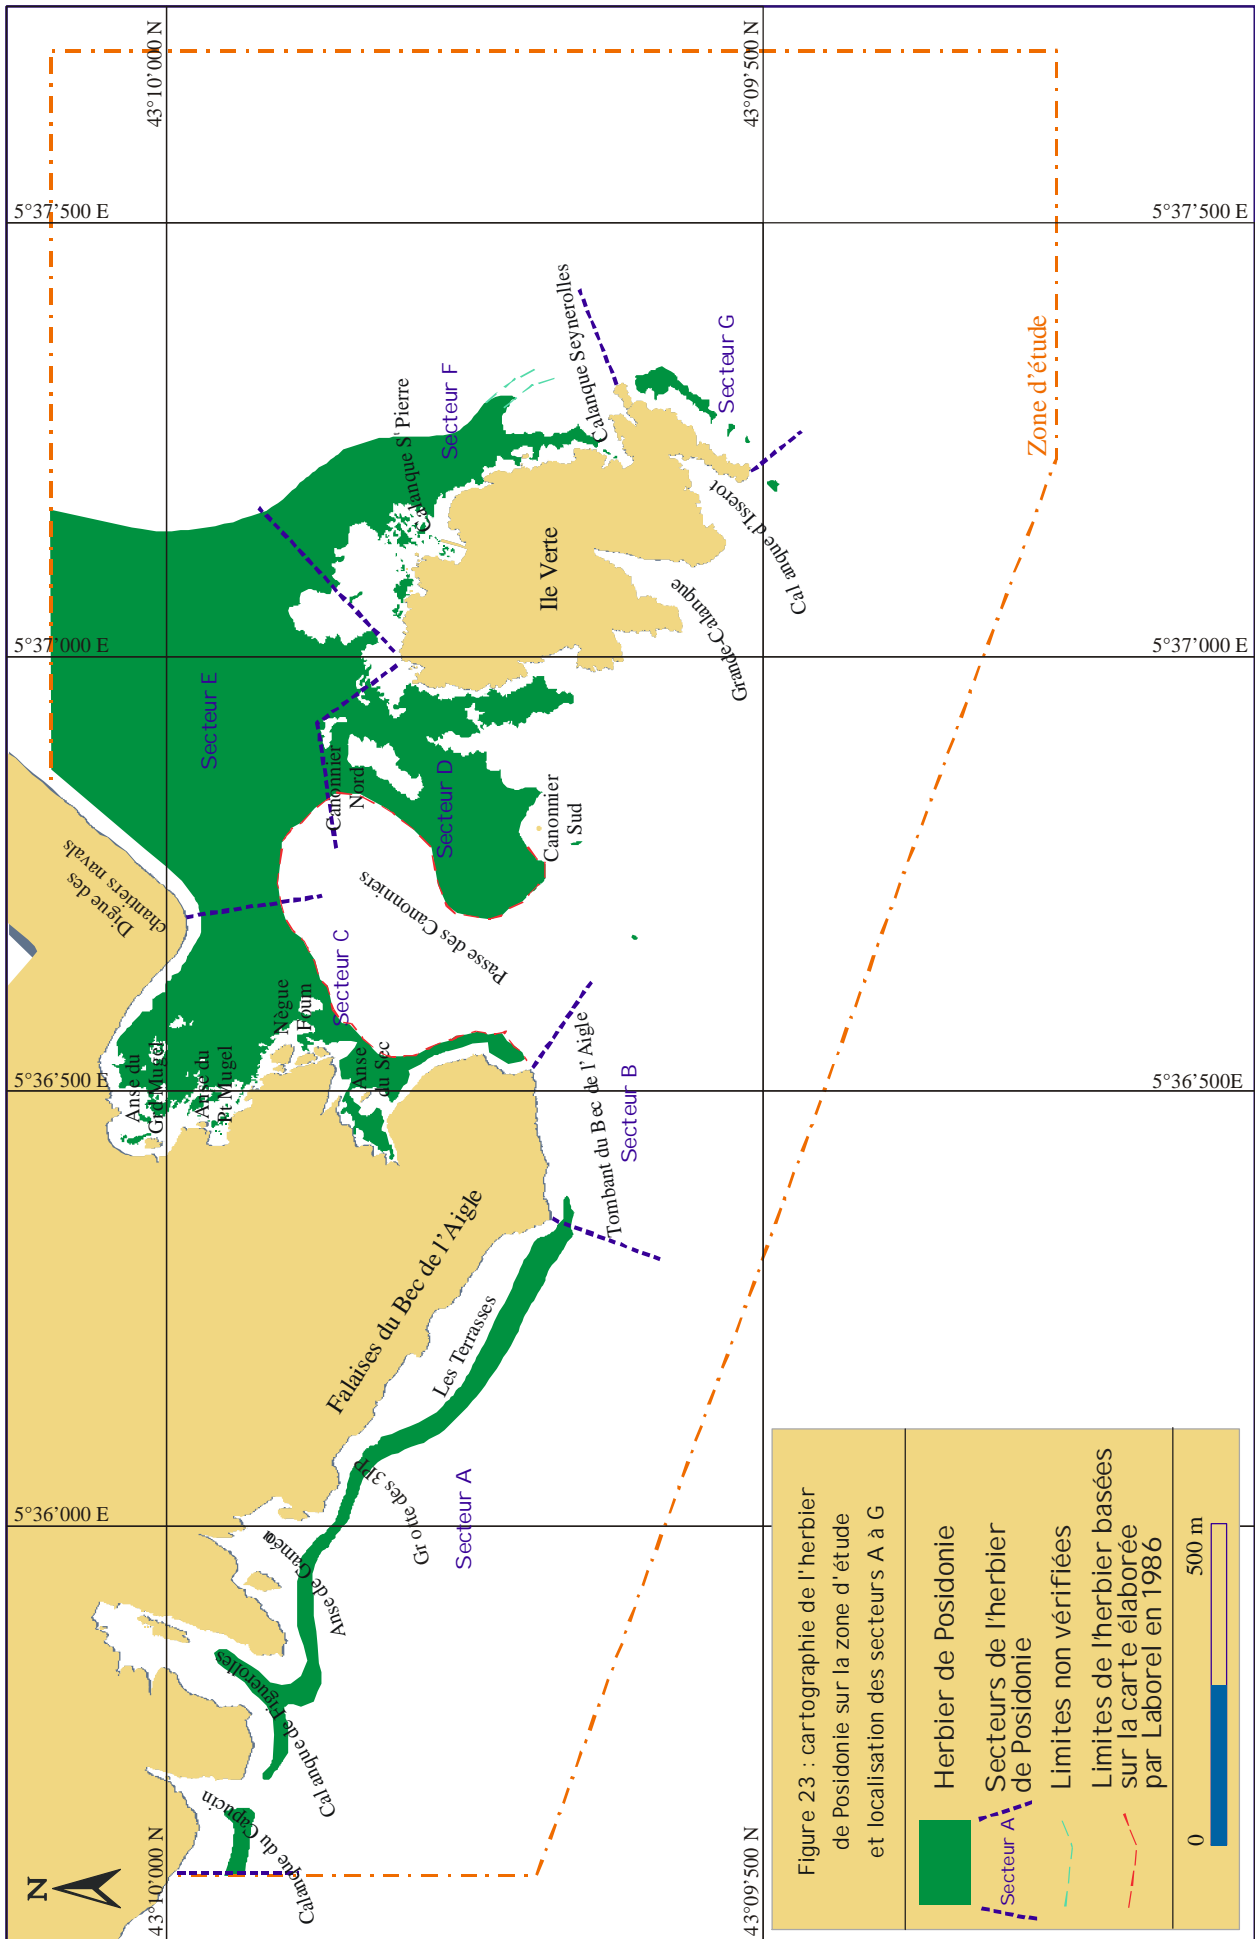 N
43°10'000 N
43°09'500 N
43°10'000 N
43°09'500 N
5°37'500 E
5°37'500 E
5°37'000 E
5°37'000 E
5°36'500 E
5°36'500E
5°36'000 E
Zone d'étude
Secteur A
Secteur B
Secteur C
Secteur D
Secteur E
Secteur F
Secteur G
Calanque du Capucin
Cal anque de Figuerolles
Anse de Gaméou
Gr otte des 3PP
Les Terrasses
Falaises du Bec de l'Aigle
Tombant du Bec de l' Aigle
Anse du
Grd Mugel
Anse du
Pt Mugel
Nègue
Foum
Anse
du Sec
Digue des
chantiers navals
Passe des Canonniers
Canonnier
Nord
Canonnier
Sud
Ile Verte
Calanque St Pierre
Calanque Seynerolles
Cal anque d'Isserot
Grande-Calanque
Figure 23 : cartographie de l'herbier
de Posidonie sur la zone d'étude
et localisation des secteurs A à G
Herbier de Posidonie
Secteur A
Secteurs de l'herbier
de Posidonie
Limites non vérifiées
Limites de l'herbier basées
sur la carte élaborée
par Laborel en 1986
0
500 m